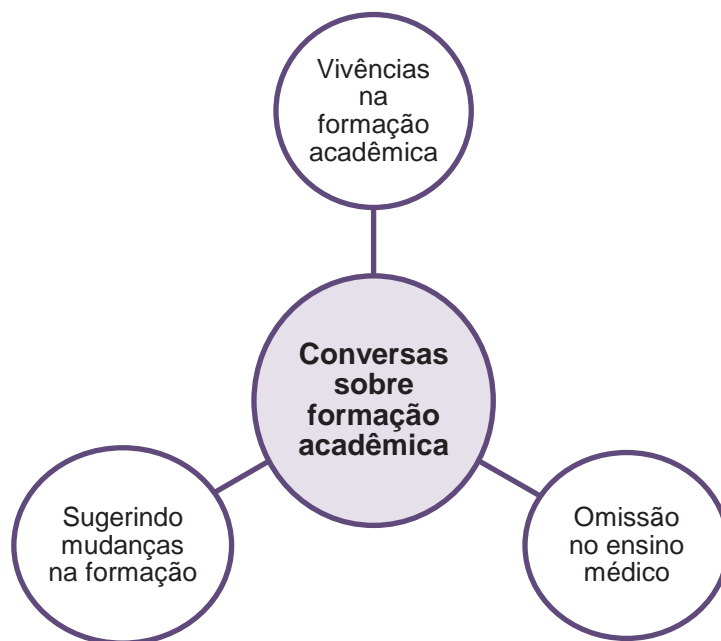 Vivências
na
formação
acadêmica
Conversas
sobre
formação
acadêmica
Sugerindo
mudanças
na formação
Omissão
no ensino
médico